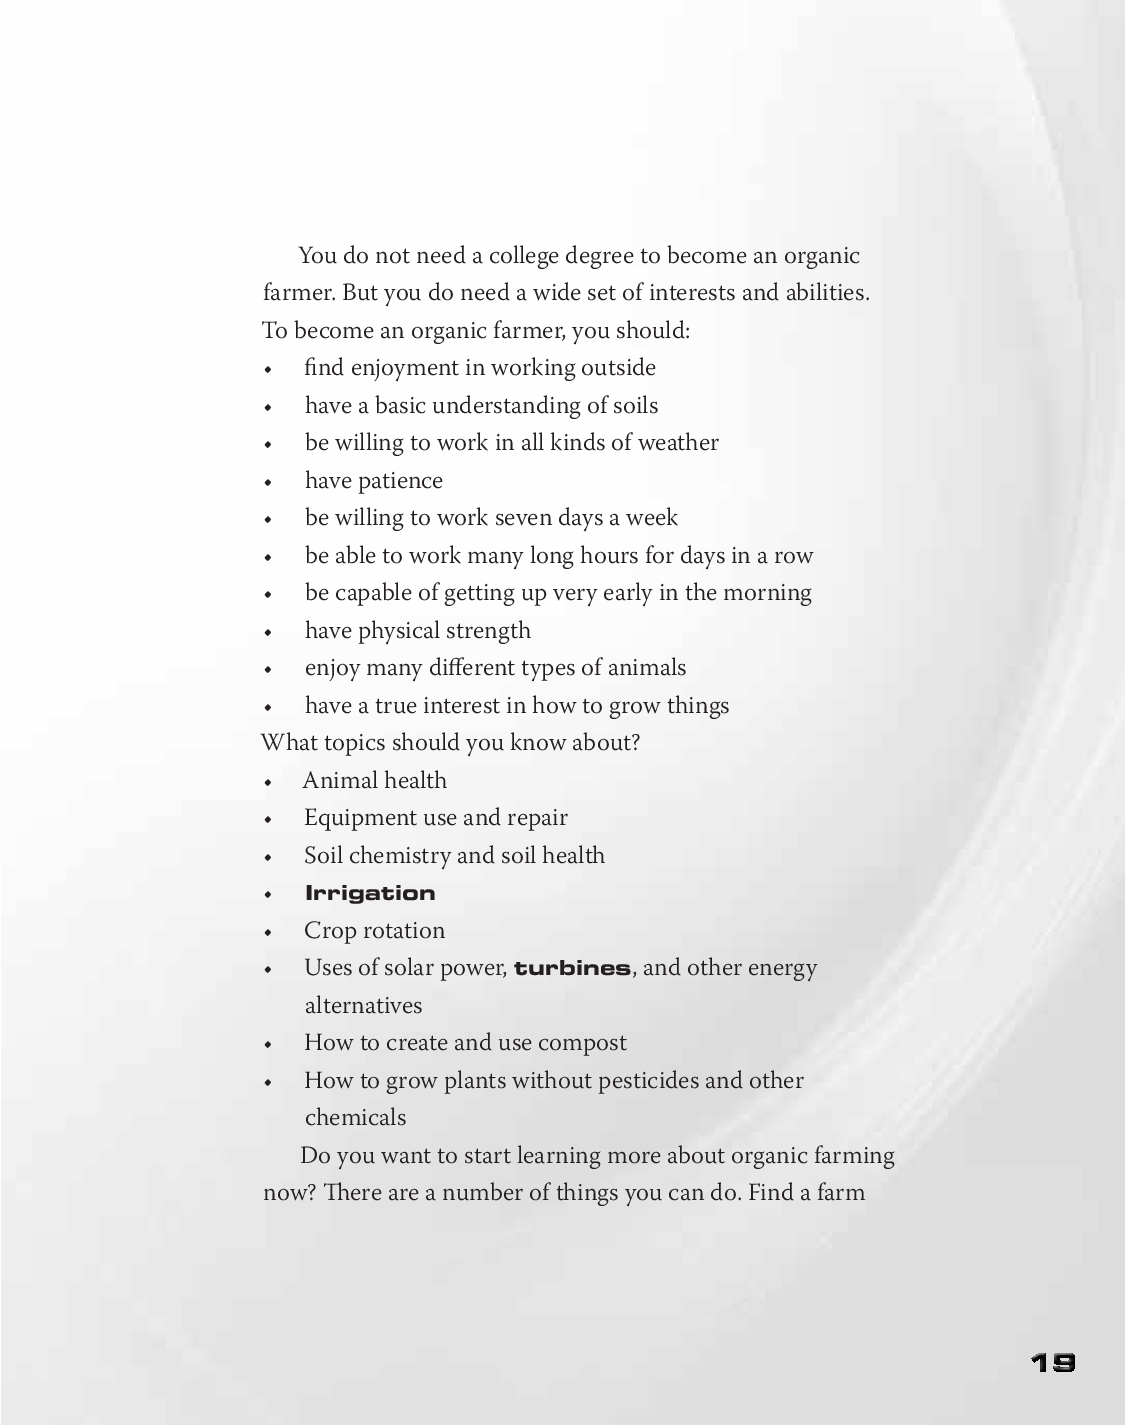 You do not need a college degree to become an organic
farmer. But you do need a wide set of interests and abilities.
To become an organic farmer, you should:
• find enjoyment in working outside
• have a basic understanding of soils
• be willing to work in all kinds of weather
• have patience
• be willing to work seven days a week
• be able to work many long hours for days in a row
• be capable of getting up very early in the morning
• have physical strength
• enjoy many different types of animals
• have a true interest in how to grow things
What topics should you know about?
• Animal health
• Equipment use and repair
• Soil chemistry and soil health
• Irrigation
• Crop rotation
• Uses of solar power, turbines, and other energy
alternatives
• How to create and use compost
• How to grow plants without pesticides and other
chemicals
Do you want to start learning more about organic farming
now? There are a number of things you can do. Find a farm
19